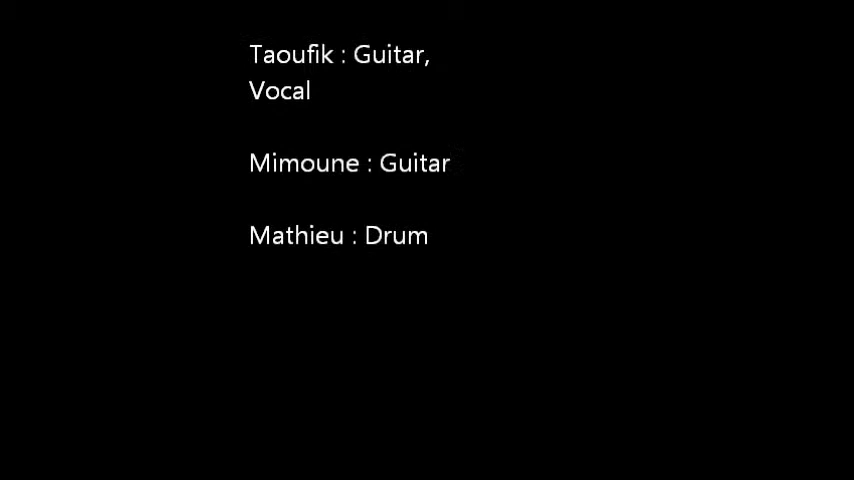 Taoufik : Guitar,
Vocal
Mimoune : Guitar
Mathieu : Drum